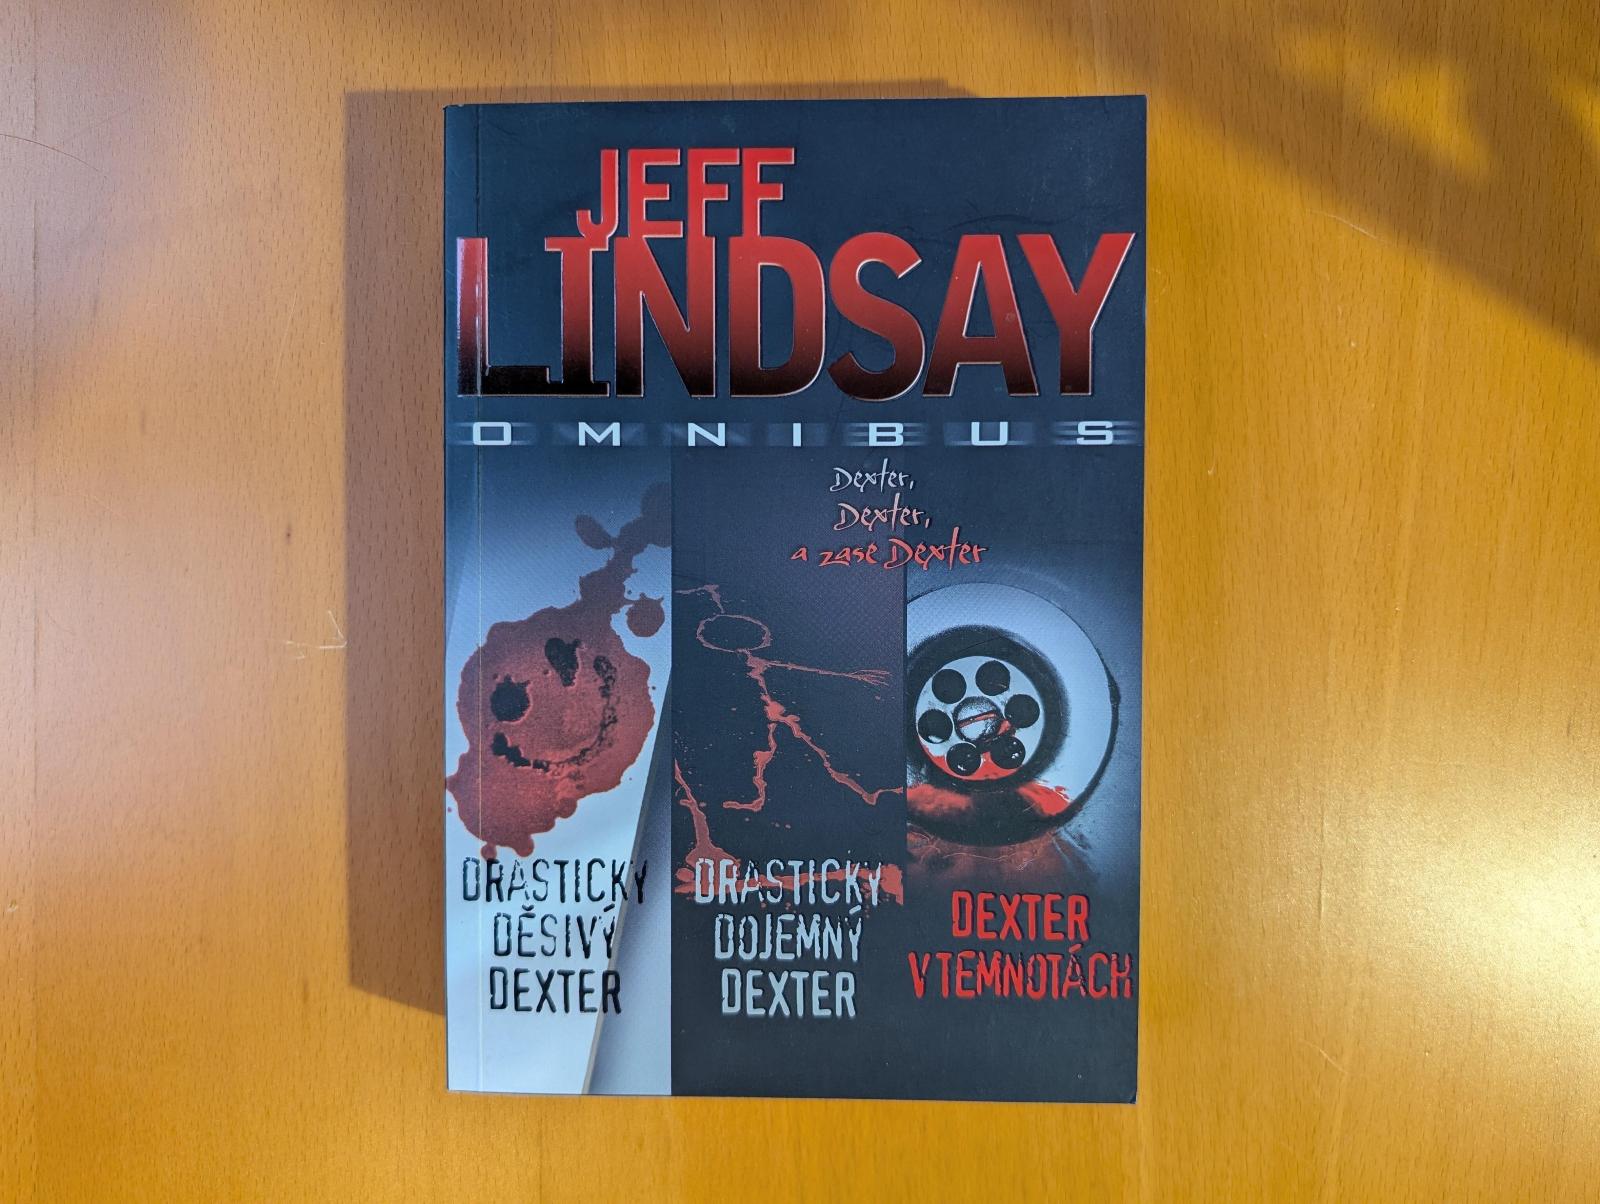 JEFF
LINDSAY
OMNIBUS
Dexter,
Dexter,
a zase Dexter
DRASTICKY
DĚSIVÝ
DEXTER
DRASTICKY
DOJEMNÝ
DEXTER
DEXTER
V TEMNOTÁCH